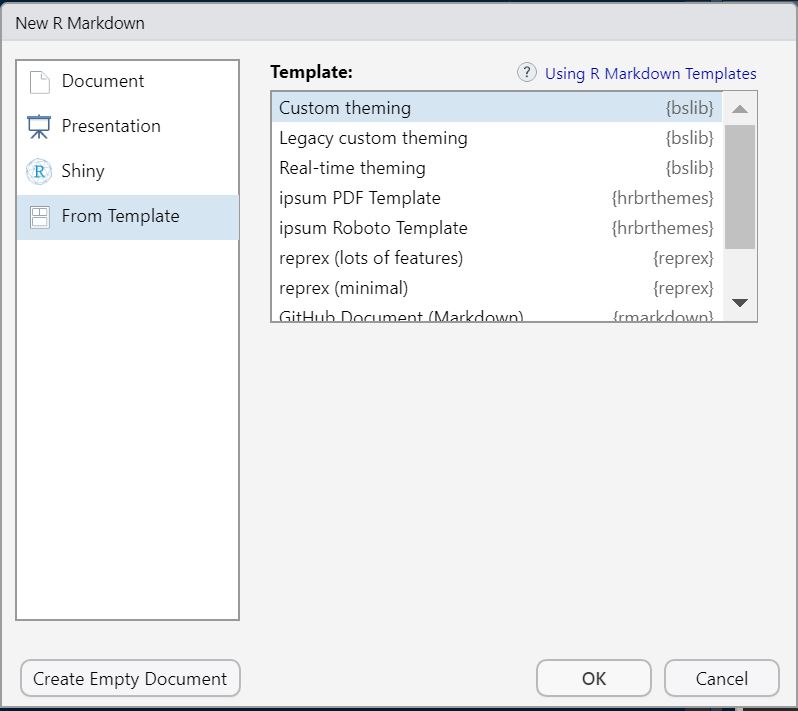 New R Markdown
Document
Presentation
R Shiny
From Template
Template:
? Using R Markdown Templates
Custom theming {bslib}
Legacy custom theming {bslib}
Real-time theming {bslib}
ipsum PDF Template {hrbrthemes}
ipsum Roboto Template {hrbrthemes}
reprex (lots of features) {reprex}
reprex (minimal) {reprex}
GitHub Document (Markdown) {rmarkdown}
Create Empty Document
OK
Cancel